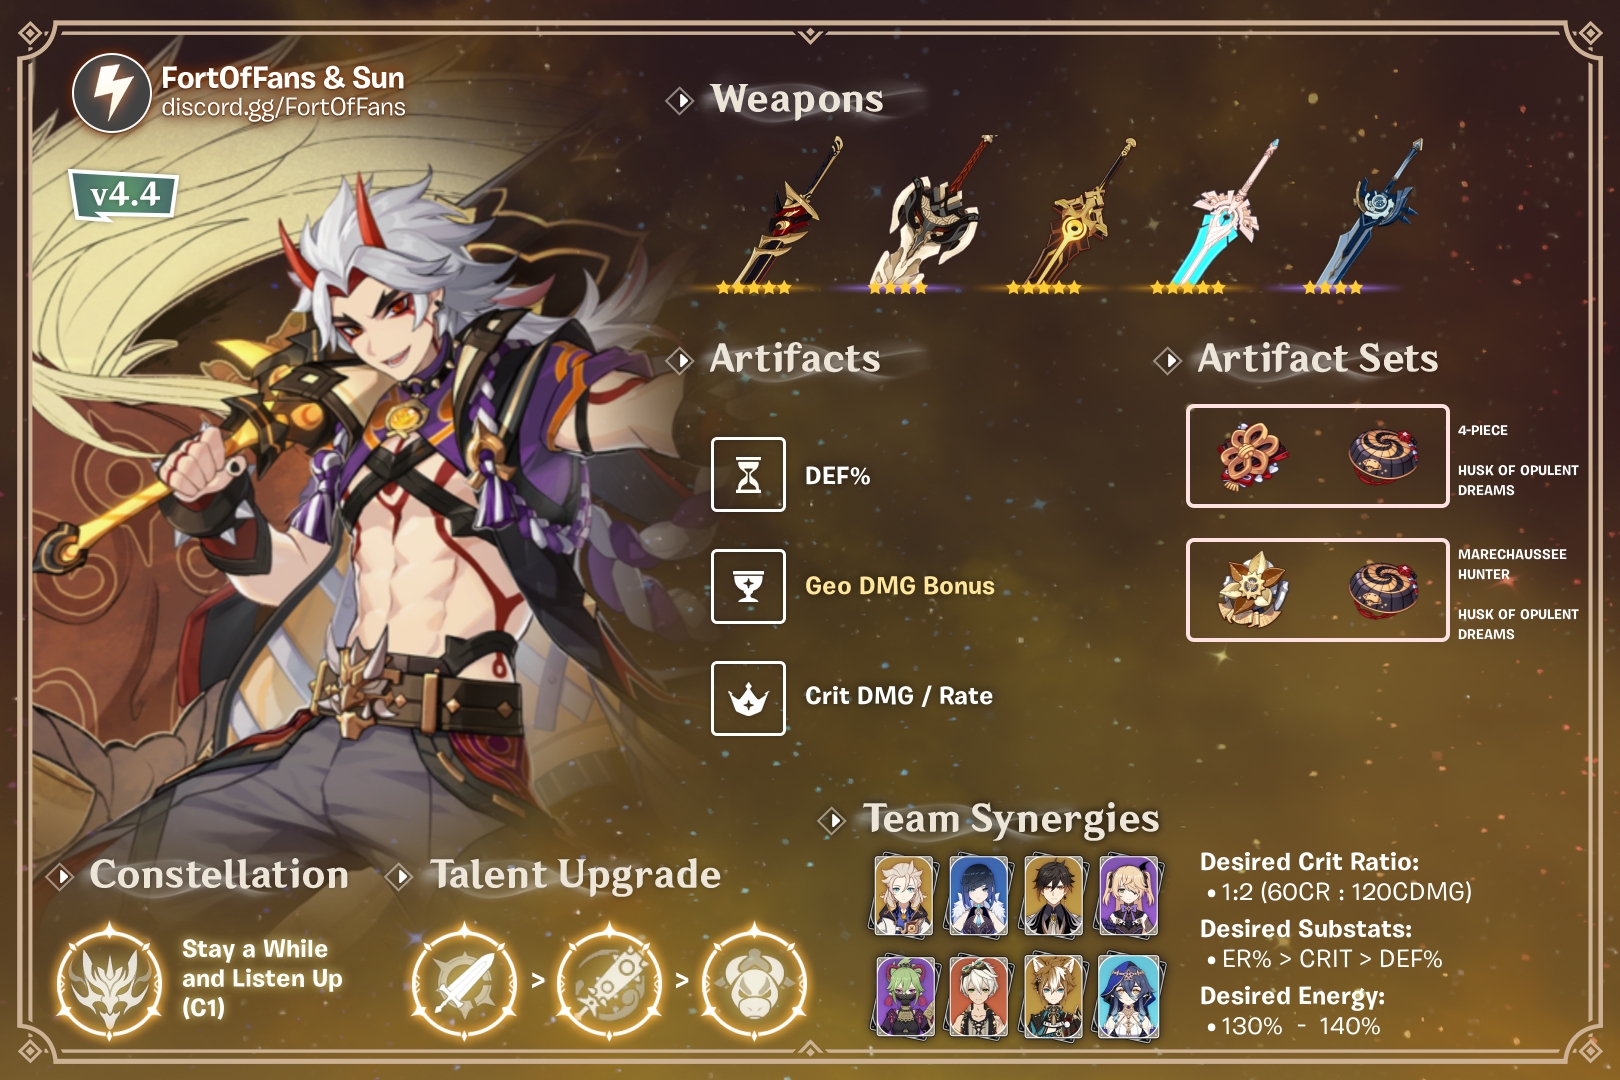 FortOfFans & Sun
discord.gg/FortOfFans
v4.4
Weapons
Artifacts
DEF%
Geo DMG Bonus
Crit DMG / Rate
Artifact Sets
4-PIECE
HUSK OF OPULENT
DREAMS
MARECHAUSSEE
HUNTER
HUSK OF OPULENT
DREAMS
Constellation
Stay a While
and Listen Up
(C1)
Talent Upgrade
> >
Team Synergies
Desired Crit Ratio:
• 1:2 (60CR : 120CDMG)
Desired Substats:
• ER% > CRIT > DEF%
Desired Energy:
• 130% - 140%